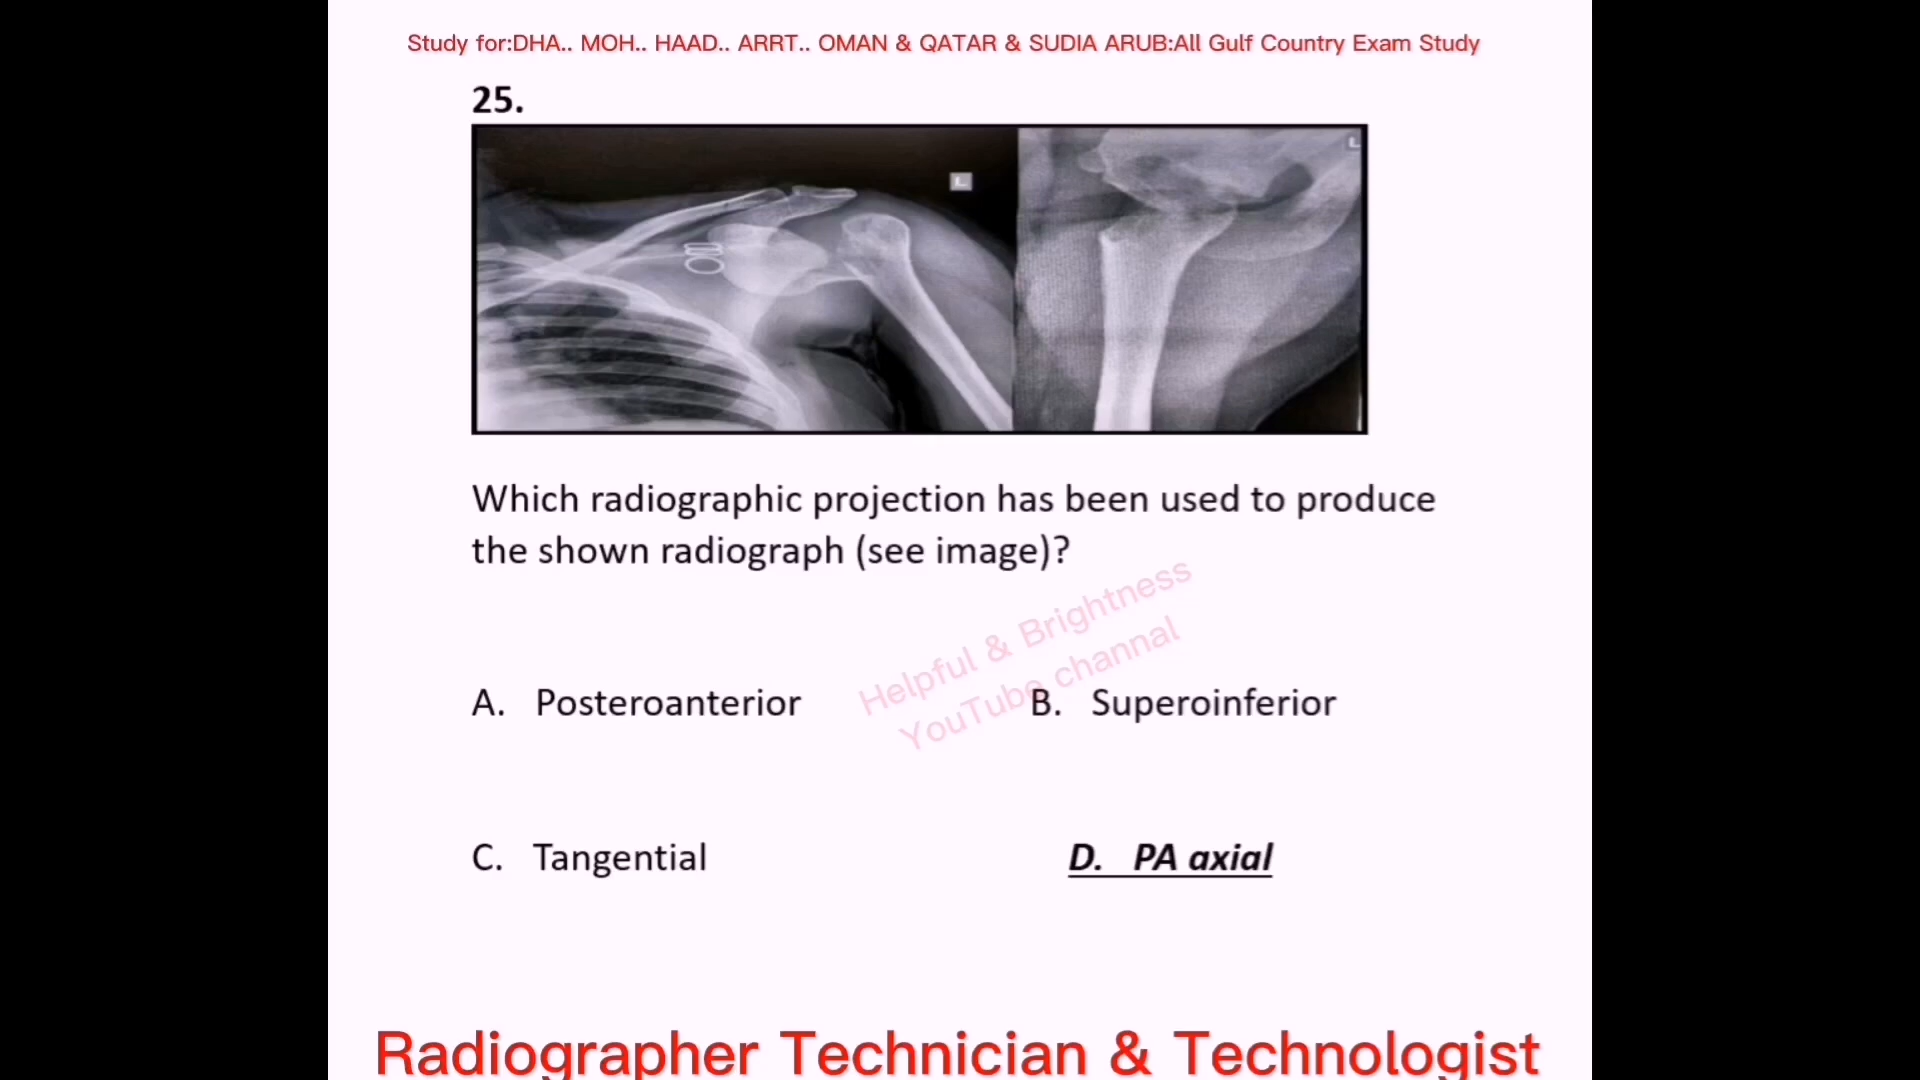 Study for:DHA.. MOH.. HAAD.. ARRT.. OMAN & QATAR & SUDIA ARUB:All Gulf Country Exam Study
25.
L
L
Which radiographic projection has been used to produce
the shown radiograph (see image)?
Helpful & Brightness
YouTube channal
A. Posteroanterior
B. Superoinferior
C. Tangential
D. PA axial
Radiographer Technician & Technologist